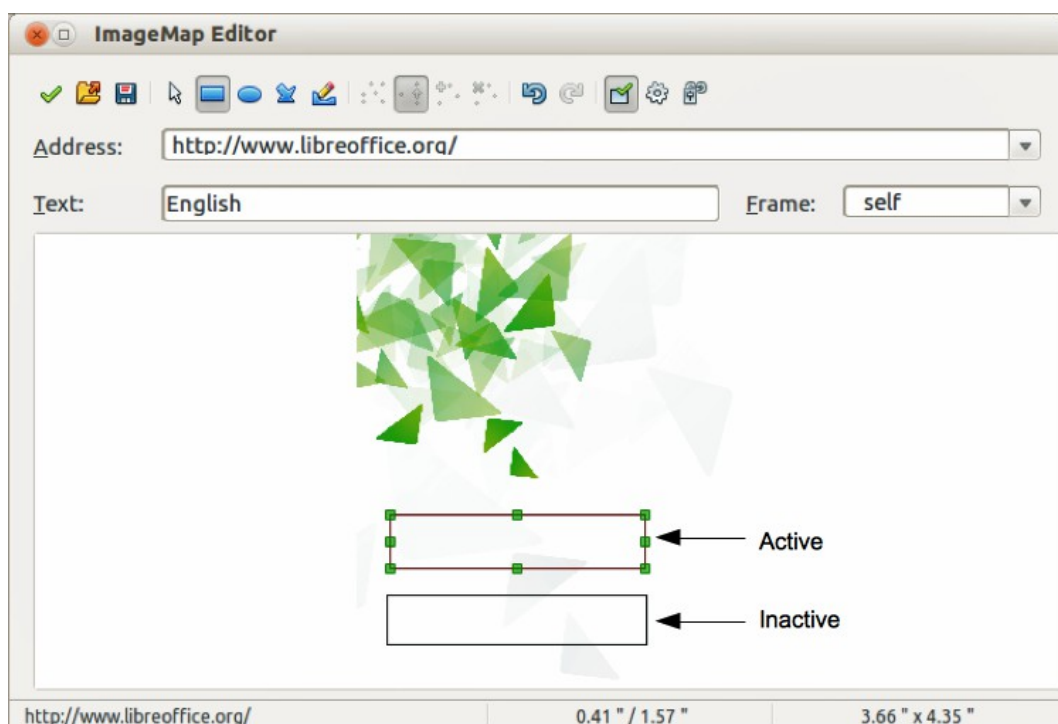 ImageMap Editor
Address: http://www.libreoffice.org/
Text: English Frame: self
Active
Inactive
http://www.libreoffice.org/ 0.41 " / 1.57 " 3.66 " x 4.35 "